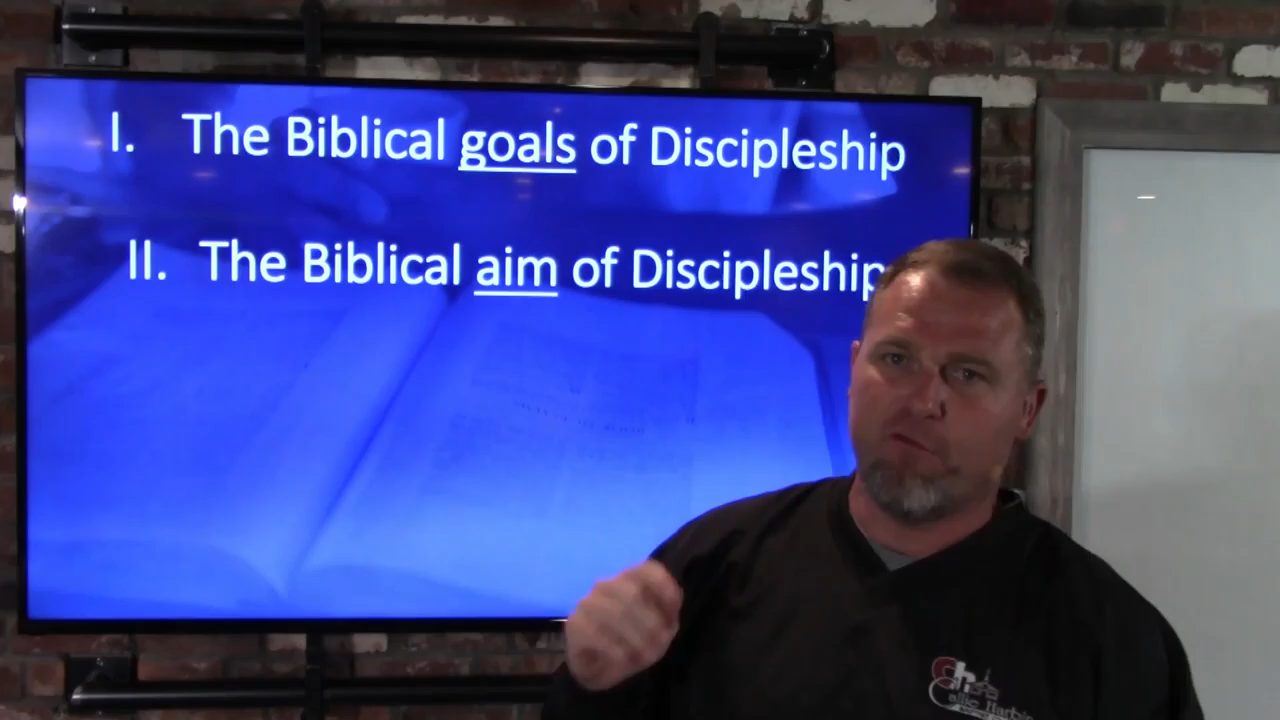 I. The Biblical goals of Discipleship
II. The Biblical aim of Discipleship